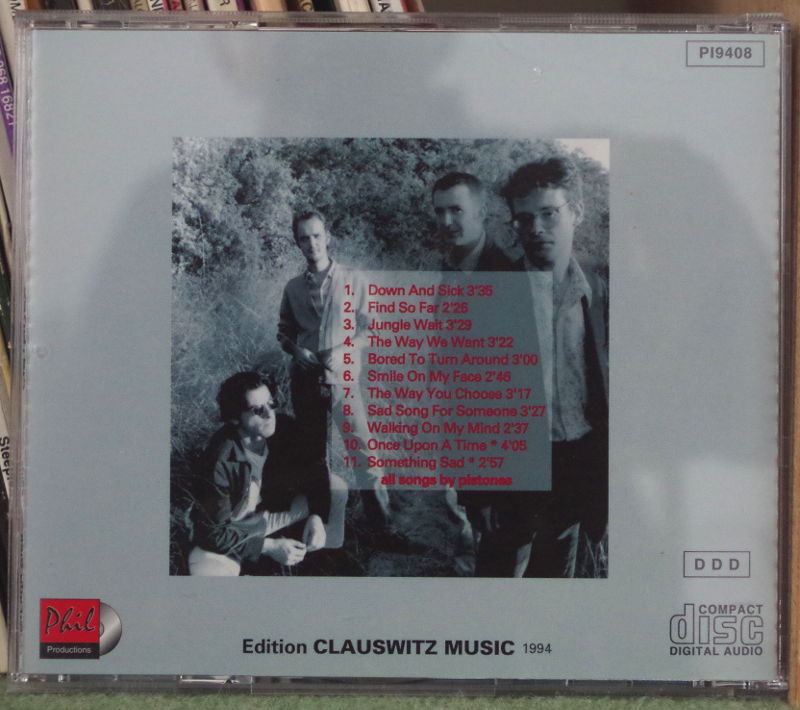 PI9408
1. Down And Sick 3'35
2. Find So Far 2'26
3. Jungle Wait 3'29
4. The Way We Want 3'22
5. Bored To Turn Around 3'00
6. Smile On My Face 2'46
7. The Way You Choose 3'17
8. Sad Song For Someone 3'27
9. Walking On My Mind 2'37
10. Once Upon A Time * 4'05
11. Something Sad * 2'57
all songs by pistones
DDD
Phil
Productions
Edition CLAUSWITZ MUSIC 1994
COMPACT
disc
DIGITAL AUDIO